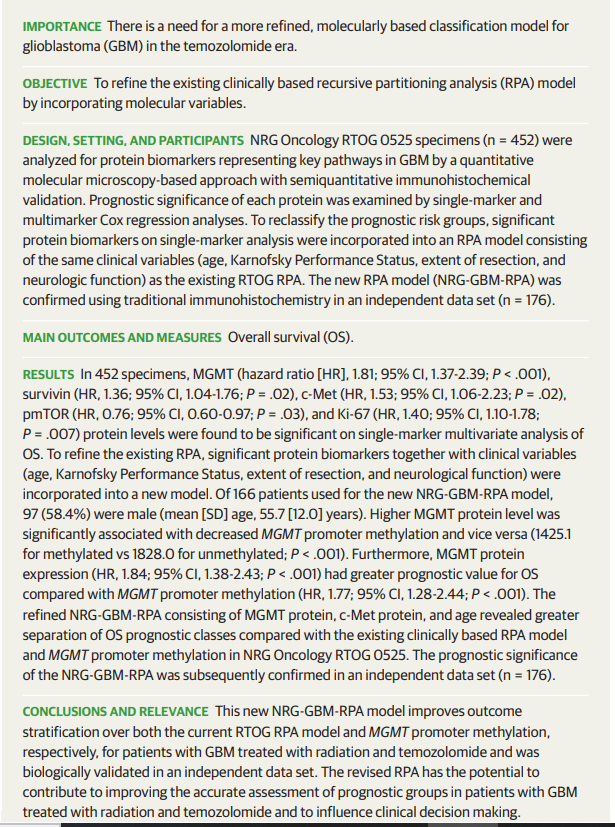 IMPORTANCE There is a need for a more refined, molecularly based classification model for
glioblastoma (GBM) in the temozolomide era.
OBJECTIVE To refine the existing clinically based recursive partitioning analysis (RPA) model
by incorporating molecular variables.
DESIGN, SETTING, AND PARTICIPANTS NRG Oncology RTOG 0525 specimens (n = 452) were
analyzed for protein biomarkers representing key pathways in GBM by a quantitative
molecular microscopy-based approach with semiquantitative immunohistochemical
validation. Prognostic significance of each protein was examined by single-marker and
multimarker Cox regression analyses. To reclassify the prognostic risk groups, significant
protein biomarkers on single-marker analysis were incorporated into an RPA model consisting
of the same clinical variables (age, Karnofsky Performance Status, extent of resection, and
neurologic function) as the existing RTOG RPA. The new RPA model (NRG-GBM-RPA) was
confirmed using traditional immunohistochemistry in an independent data set (n = 176).
MAIN OUTCOMES AND MEASURES Overall survival (OS).
RESULTS In 452 specimens, MGMT (hazard ratio [HR], 1.81; 95% CI, 1.37-2.39; P < .001),
survivin (HR, 1.36; 95% CI, 1.04-1.76; P = .02), c-Met (HR, 1.53; 95% CI, 1.06-2.23; P = .02),
pmTOR (HR, 0.76; 95% CI, 0.60-0.97; P = .03), and Ki-67 (HR, 1.40; 95% CI, 1.10-1.78;
P = .007) protein levels were found to be significant on single-marker multivariate analysis of
OS. To refine the existing RPA, significant protein biomarkers together with clinical variables
(age, Karnofsky Performance Status, extent of resection, and neurological function) were
incorporated into a new model. Of 166 patients used for the new NRG-GBM-RPA model,
97 (58.4%) were male (mean [SD] age, 55.7 [12.0] years). Higher MGMT protein level was
significantly associated with decreased MGMT promoter methylation and vice versa (1425.1
for methylated vs 1828.0 for unmethylated; P < .001). Furthermore, MGMT protein
expression (HR, 1.84; 95% CI, 1.38-2.43; P < .001) had greater prognostic value for OS
compared with MGMT promoter methylation (HR, 1.77; 95% CI, 1.28-2.44; P < .001). The
refined NRG-GBM-RPA consisting of MGMT protein, c-Met protein, and age revealed greater
separation of OS prognostic classes compared with the existing clinically based RPA model
and MGMT promoter methylation in NRG Oncology RTOG 0525. The prognostic significance
of the NRG-GBM-RPA was subsequently confirmed in an independent data set (n = 176).
CONCLUSIONS AND RELEVANCE This new NRG-GBM-RPA model improves outcome
stratification over both the current RTOG RPA model and MGMT promoter methylation,
respectively, for patients with GBM treated with radiation and temozolomide and was
biologically validated in an independent data set. The revised RPA has the potential to
contribute to improving the accurate assessment of prognostic groups in patients with GBM
treated with radiation and temozolomide and to influence clinical decision making.